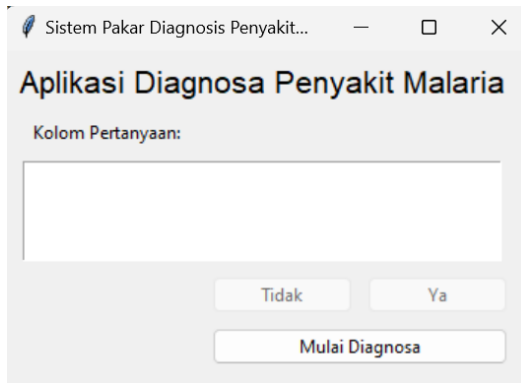 Sistem Pakar Diagnosis Penyakit...
Aplikasi Diagnosa Penyakit Malaria
Kolom Pertanyaan:
Tidak Ya
Mulai Diagnosa